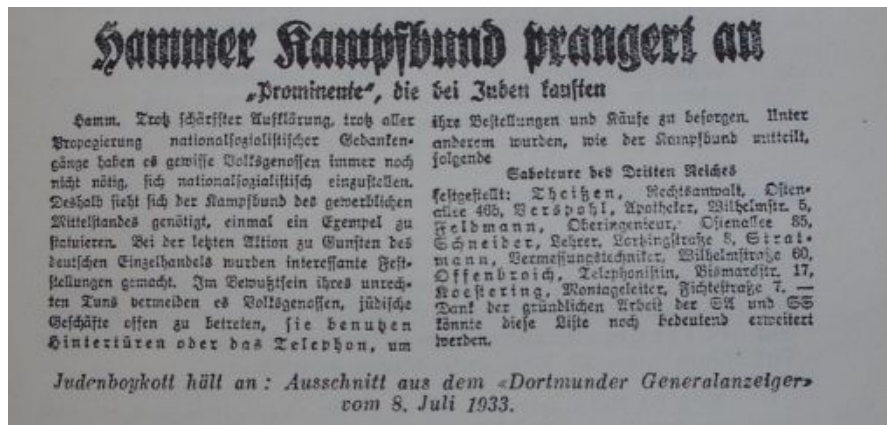 Hammer Kampfbund prangert an
„Prominente“, die bei Juden kauften
Hamm. Trotz schärfster Aufklärung, trotz aller
Propagierung nationalsozialistischer Gedanken-
gänge haben es gewisse Volksgenossen immer noch
nicht nötig, sich nationalsozialistisch einzustellen.
Deshalb sieht sich der Kampfbund des gewerblichen
Mittelstandes genötigt, einmal ein Exempel zu
statuieren. Bei der letzten Aktion zu Gunsten des
deutschen Einzelhandels wurden interessante Fest-
stellungen gemacht. Im Bewußtsein ihres unrech-
ten Tuns vermeiden es Volksgenossen, jüdische
Geschäfte offen zu betreten, sie benutzen
Hintertüren oder das Telephon, um
ihre Bestellungen und Käufe zu besorgen. Unter
anderem wurden, wie der Kampfbund mitteilt,
folgende
Saboteure des Dritten Reiches
festgestellt: Theißen, Rechtsanwalt, Osten-
allee 465, Verspohl, Apotheker, Wilhelmstr. 5,
Feldmann, Oberingenieur, Ostenallee 85,
Schneider, Lehrer, Lortzingstraße 8, Strat-
mann, Vermessungstechniker, Wilhelmstraße 60,
Offenbroich, Telephonistin, Bismarckstr. 17,
Koestering, Montageleiter, Fichtestraße 7. —
Dank der gründlichen Arbeit der SA und SS
könnte diese Liste noch bedeutend erweitert
werden.
Judenboykott hält an: Ausschnitt aus dem «Dortmunder Generalanzeiger»
vom 8. Juli 1933.